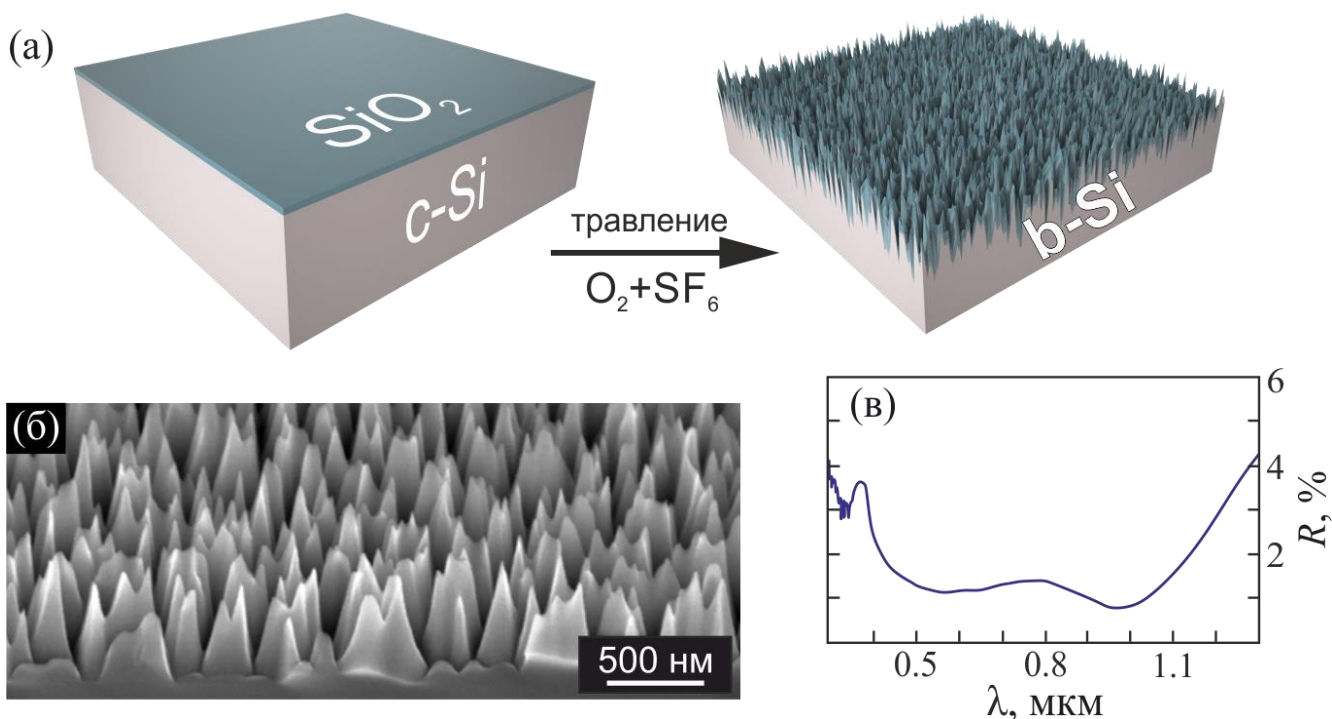 (а)
SiO₂
c-Si
травление
O₂+SF₆
b-Si
(б)
500 нм
(в)
6
4
2
R, %
0.5 0.8 1.1
λ, мкм